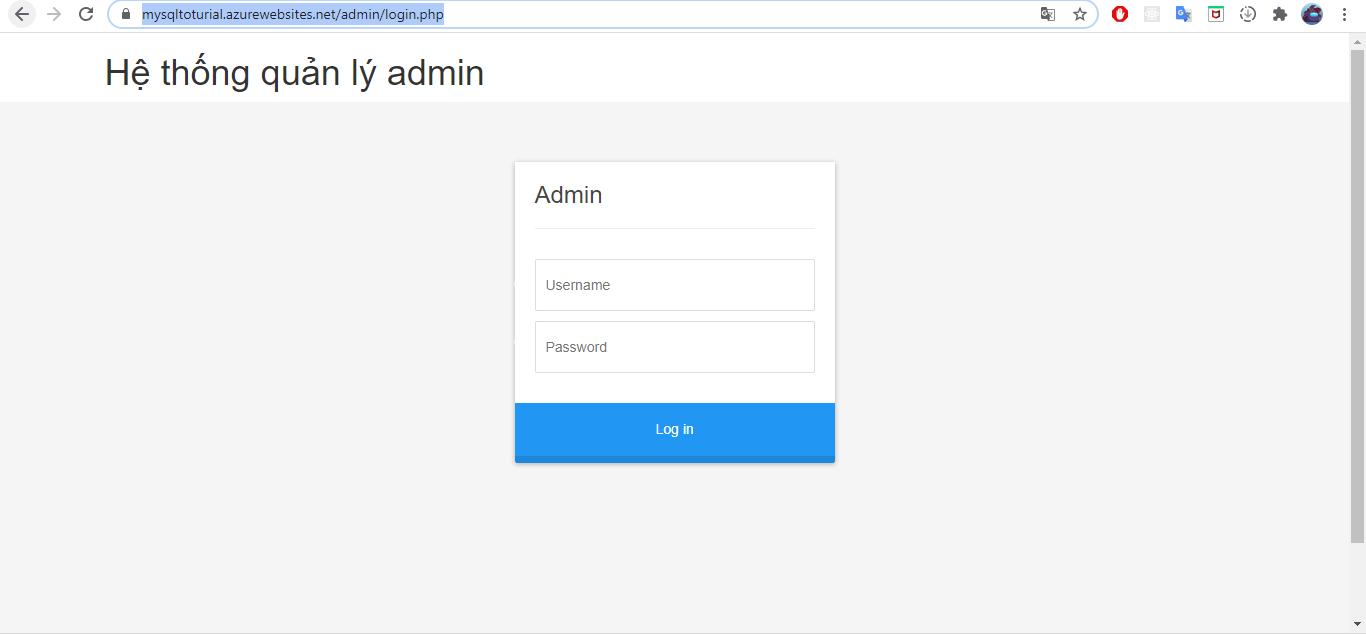 mysqltoturial.azurewebsites.net/admin/login.php
Hệ thống quản lý admin
Admin
Username
Password
Log in